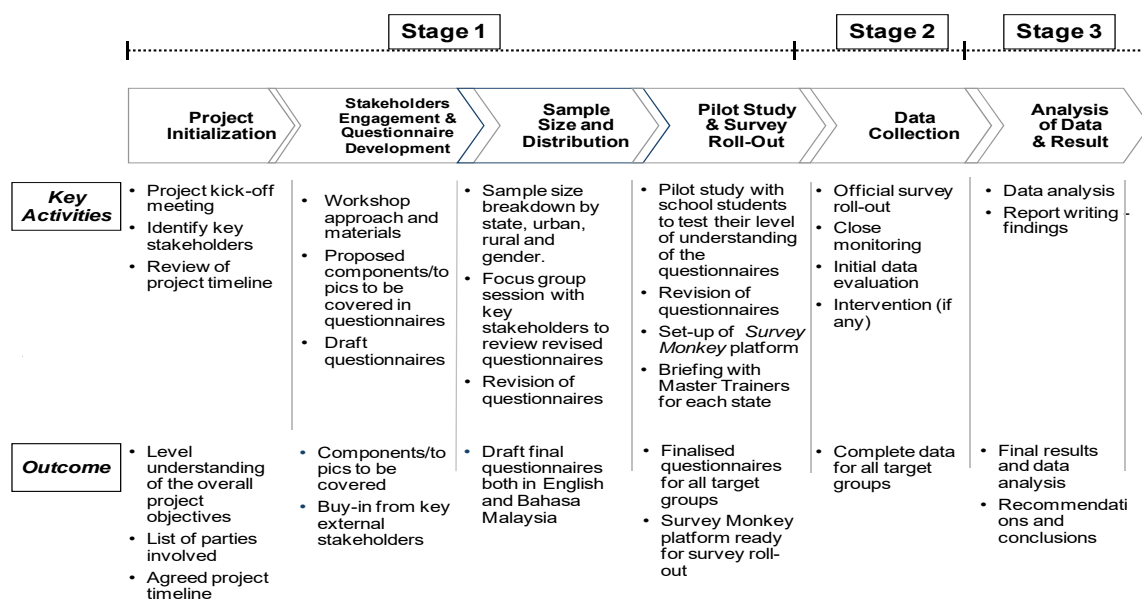 Stage 1
Stage 2
Stage 3
Project
Initialization
Stakeholders
Engagement &
Questionnaire
Development
Sample
Size and
Distribution
Pilot Study
& Survey
Roll-Out
Data
Collection
Analysis
of Data
& Result
Key
Activities
• Project kick-off
meeting
• Identify key
stakeholders
• Review of
project timeline
• Workshop
approach and
materials
• Proposed
components/to
pics to be
covered in
questionnaires
• Draft
questionnaires
• Sample size
breakdown by
state, urban,
rural and
gender.
• Focus group
session with
key
stakeholders to
review revised
questionnaires
• Revision of
questionnaires
• Pilot study with
school students
to test their level
of understanding
of the
questionnaires
• Revision of
questionnaires
• Set-up of Survey
Monkey platform
• Briefing with
Master Trainers
for each state
• Official survey
roll-out
• Close
monitoring
• Initial data
evaluation
• Intervention (if
any)
• Data analysis
• Report writing -
findings
Outcome
• Level
understanding
of the overall
project
objectives
• List of parties
involved
• Agreed project
timeline
• Components/to
pics to be
covered
• Buy-in from key
external
stakeholders
• Draft final
questionnaires
both in English
and Bahasa
Malaysia
• Finalised
questionnaires
for all target
groups
• Survey Monkey
platform ready
for survey roll-
out
• Complete data
for all target
groups
• Final results
and data
analysis
• Recommendati
ons and
conclusions